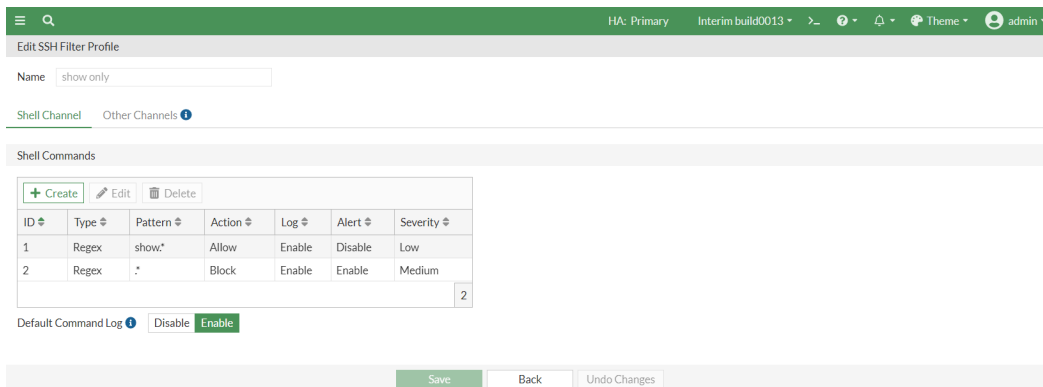 HA: Primary Interim build0013 >_ Theme admin
Edit SSH Filter Profile
Name show only
Shell Channel Other Channels
Shell Commands
+ Create Edit Delete
ID Type Pattern Action Log Alert Severity
1 Regex show.* Allow Enable Disable Low
2 Regex .* Block Enable Enable Medium
2
Default Command Log Disable Enable
Save Back Undo Changes